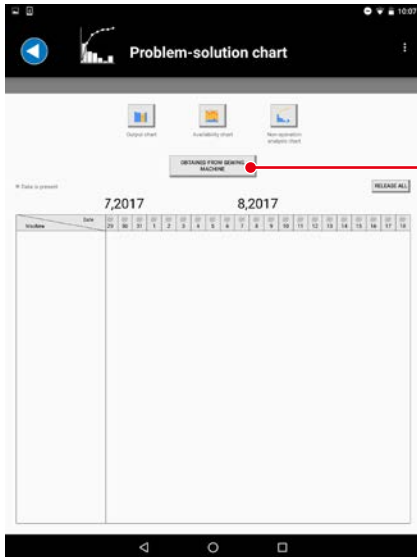 10:07
Problem-solution chart
Output chart
Availability chart
Non-operation
analysis chart
OBTAINED FROM SEWING
MACHINE
※ Data is present
RELEASE ALL
7,2017 8,2017
Date
Machine
29 30 31 1 2 3 4 5 6 7 8 9 10 11 12 13 14 15 16 17 18